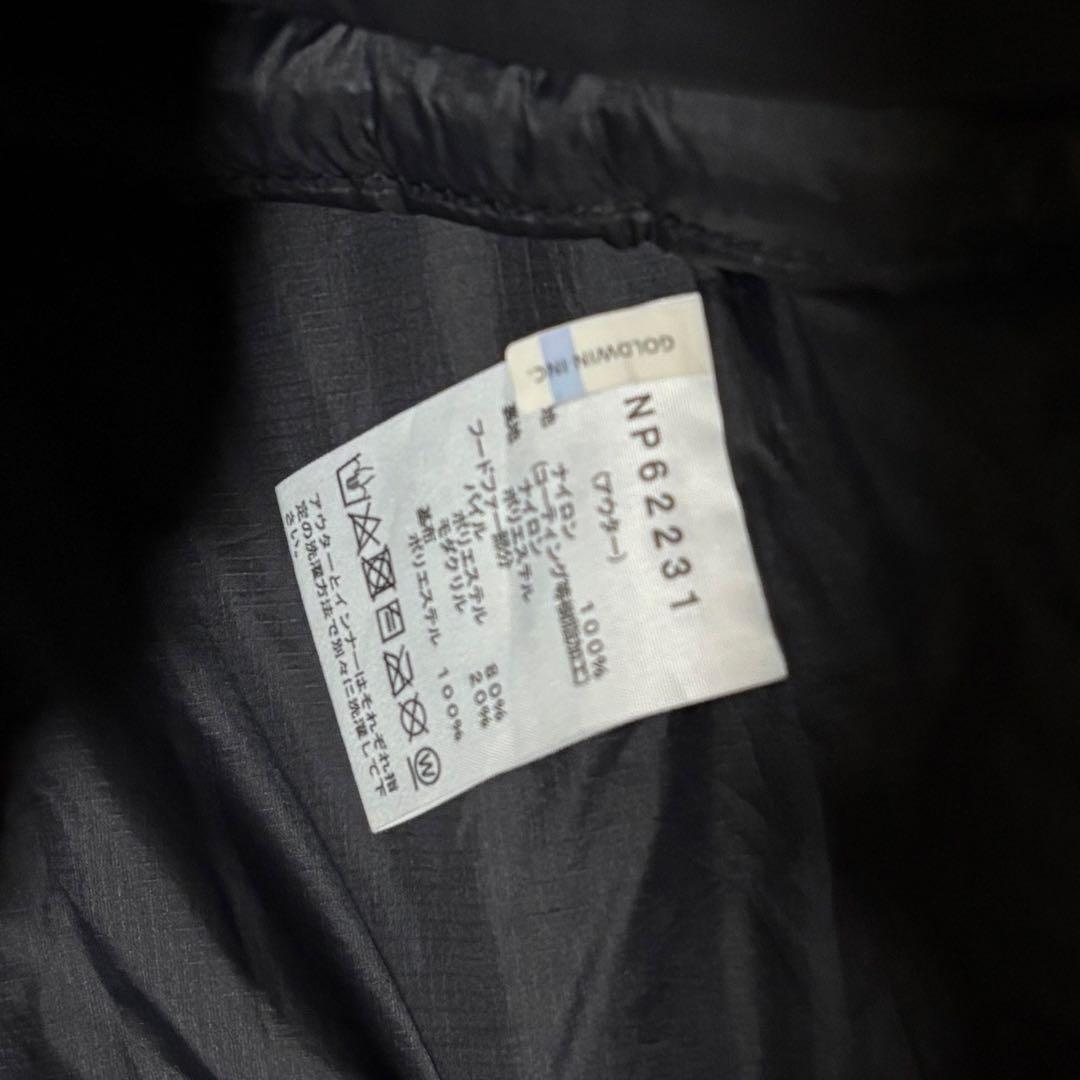 GOLDWIN INC.
NP62231
(アウター)
地 ナイロン 100%
(コーティング等樹脂加工)
裏地 ナイロン
ポリエステル
フードファー部分
パイル ポリエステル 80%
モダクリル 20%
基布 ポリエステル 100%
W
アウターとインナーはそれぞれ指
定の洗濯方法で別々に洗濯して下
さい。